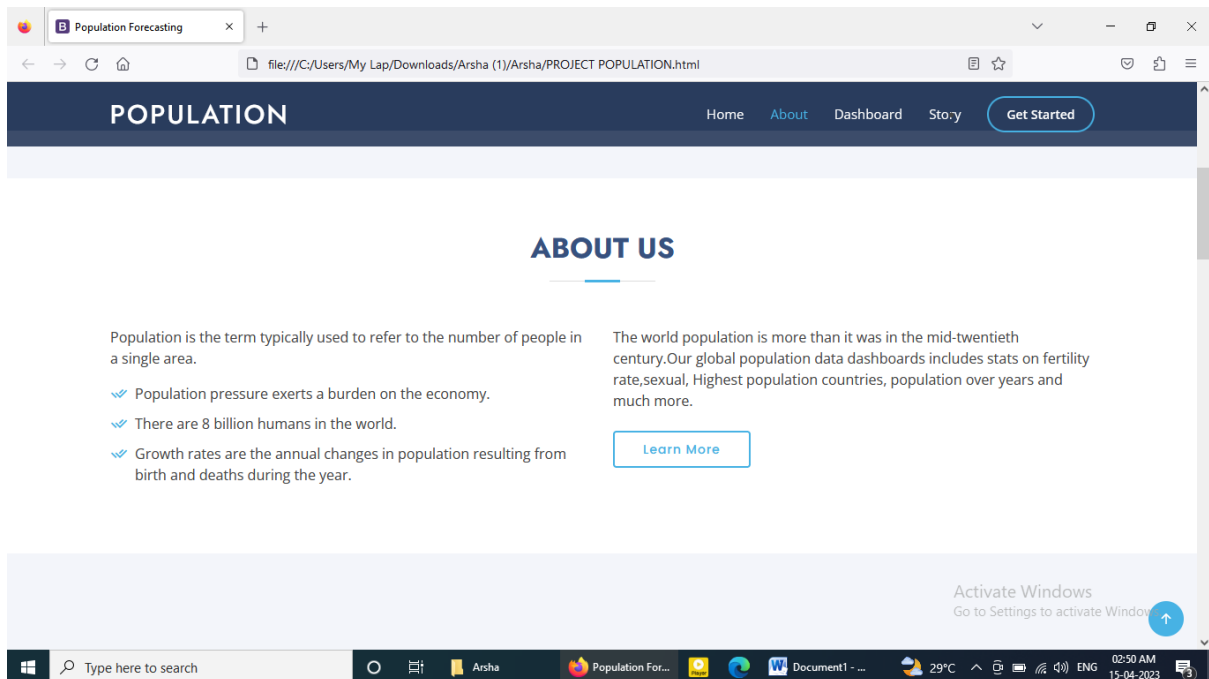 Population Forecasting
file:///C:/Users/My Lap/Downloads/Arsha (1)/Arsha/PROJECT POPULATION.html
POPULATION
Home About Dashboard Story Get Started
ABOUT US
Population is the term typically used to refer to the number of people in
a single area.
Population pressure exerts a burden on the economy.
There are 8 billion humans in the world.
Growth rates are the annual changes in population resulting from
birth and deaths during the year.
The world population is more than it was in the mid-twentieth
century.Our global population data dashboards includes stats on fertility
rate,sexual, Highest population countries, population over years and
much more.
Learn More
Activate Windows
Go to Settings to activate Window
Type here to search
Arsha
Population For...
Player
Document1 - ...
29°C
ENG
02:50 AM
15-04-2023
3